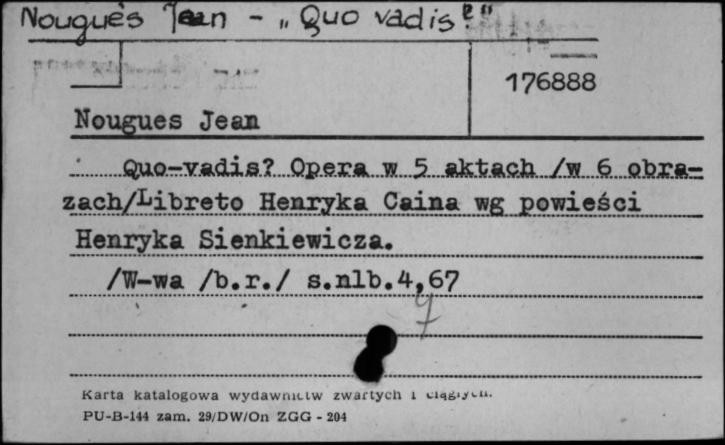 Nouguès Jean - „Quo vadis?"
176888
Nougues Jean
Quo-vadis? Opera w 5 aktach /w 6 obra-
zach/Libreto Henryka Caina wg powieści
Henryka Sienkiewicza.
/W-wa /b.r./ s.nlb.4,67
Karta katalogowa wydawnictw zwartych i ciągłych.
PU-B-144 zam. 29/DW/On ZGG - 204